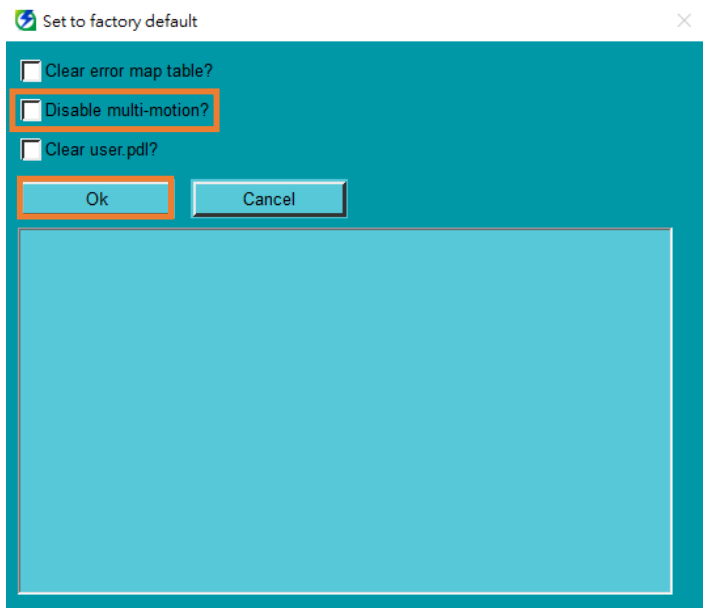 Set to factory default
Clear error map table?
Disable multi-motion?
Clear user.pdl?
Ok
Cancel